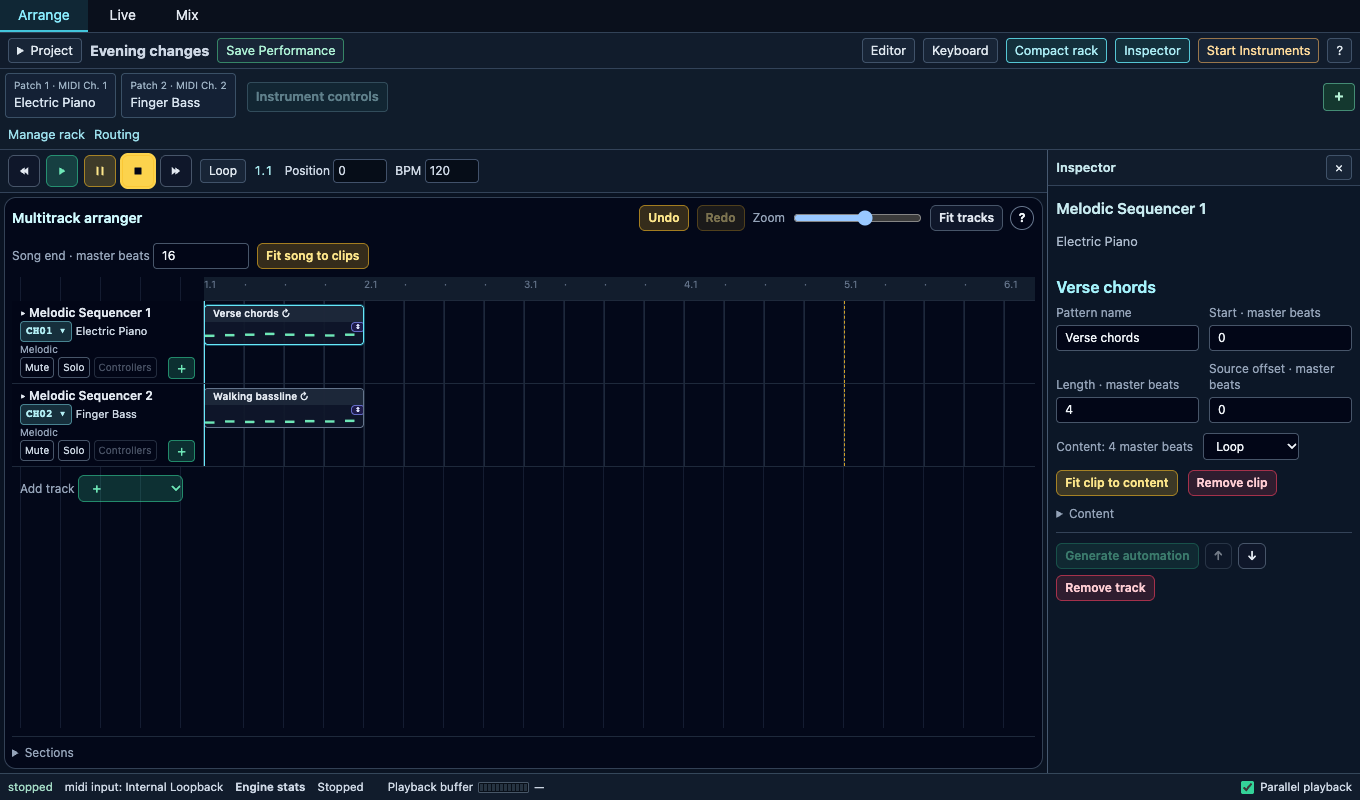 Arrange Live Mix
Project Evening changes Save Performance Editor Keyboard Compact rack Inspector Start Instruments ?
Patch 1 · MIDI Ch. 1 Patch 2 · MIDI Ch. 2
Electric Piano Finger Bass Instrument controls +
Manage rack Routing
Loop 1.1 Position 0 BPM 120
Inspector ×
Multitrack arranger Undo Redo Zoom Fit tracks ?
Song end · master beats 16 Fit song to clips
1.1 2.1 3.1 4.1 5.1 6.1
Melodic Sequencer 1
CH01 Electric Piano
Melodic
Mute Solo Controllers +
Verse chords
Melodic Sequencer 2
CH02 Finger Bass
Melodic
Mute Solo Controllers +
Walking bassline
Add track +
Sections
Melodic Sequencer 1
Electric Piano
Verse chords
Pattern name Start · master beats
Verse chords 0
Length · master beats Source offset · master
beats
4 0
Content: 4 master beats Loop
Fit clip to content Remove clip
Content
Generate automation ↑ ↓
Remove track
stopped midi input: Internal Loopback Engine stats Stopped Playback buffer — Parallel playback